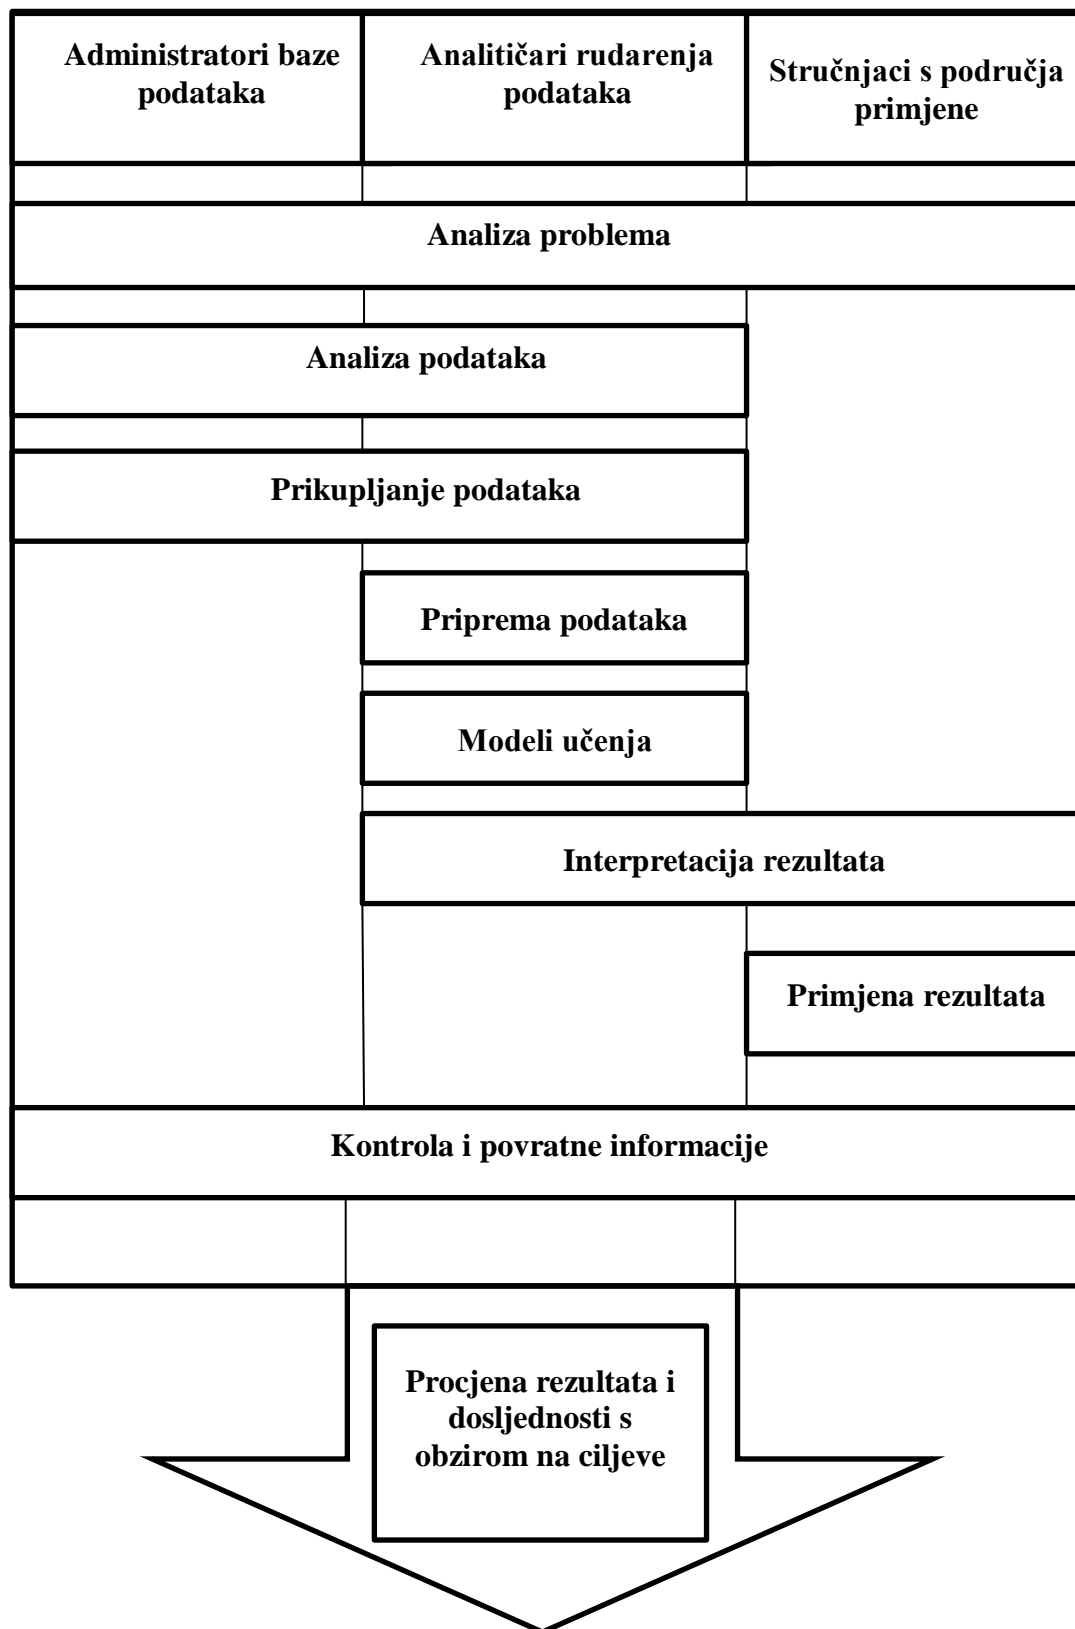 Administratori baze
podataka
Analitičari rudarenja
podataka
Stručnjaci s područja
primjene
Analiza problema
Analiza podataka
Prikupljanje podataka
Priprema podataka
Modeli učenja
Interpretacija rezultata
Primjena rezultata
Kontrola i povratne informacije
Procjena rezultata i
dosljednosti s
obzirom na ciljeve